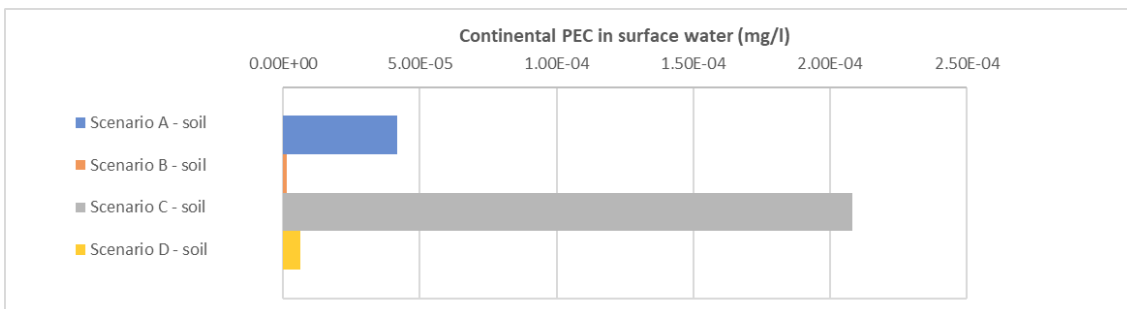 Continental PEC in surface water (mg/l)
0.00E+00 5.00E-05 1.00E-04 1.50E-04 2.00E-04 2.50E-04
Scenario A - soil
Scenario B - soil
Scenario C - soil
Scenario D - soil